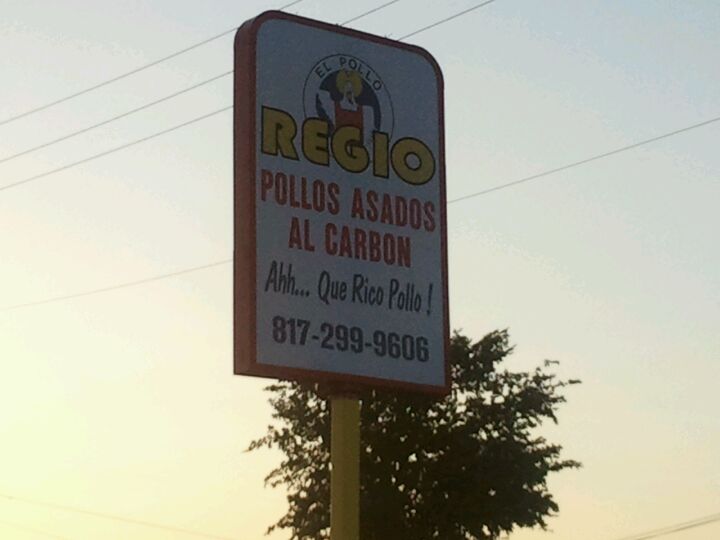 EL POLLO
REGIO
POLLOS ASADOS
AL CARBON
Ahh... Que Rico Pollo!
817-299-9606